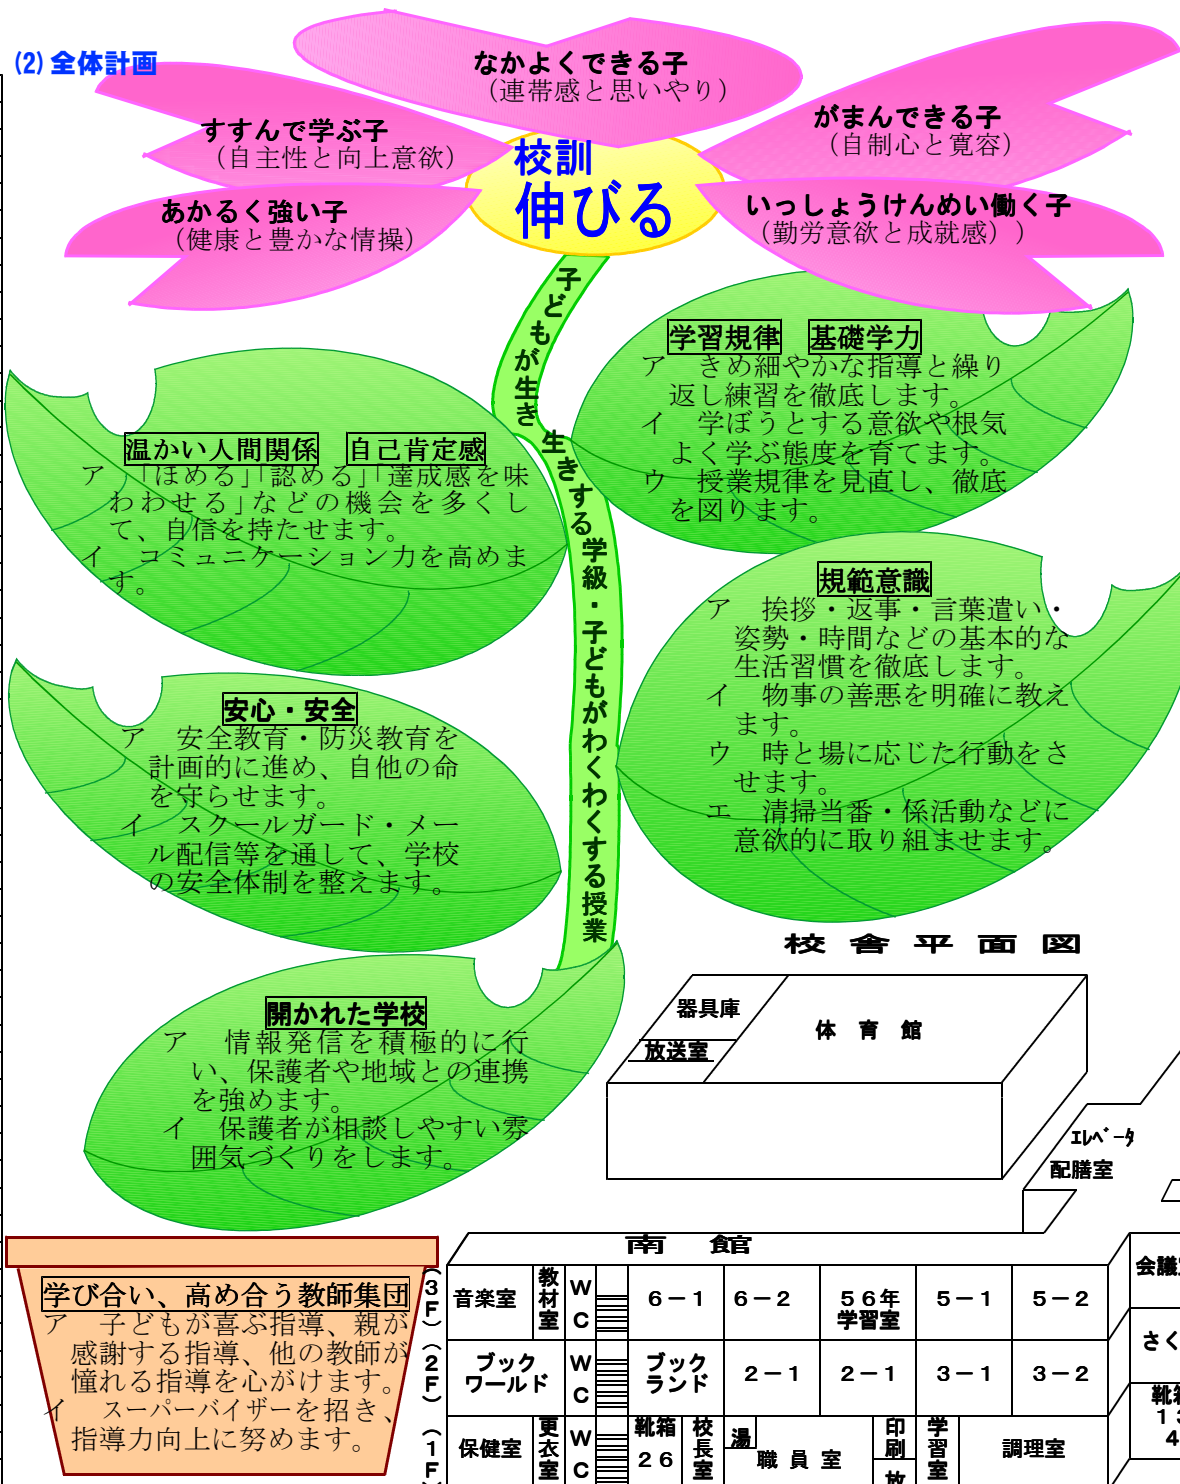 (2) 全体計画
なかよくできる子
（連帯感と思いやり）
すすんで学ぶ子
（自主性と向上意欲）
がまんできる子
（自制心と寛容）
あかるく強い子
（健康と豊かな情操）
いっしょうけんめい働く子
（勤労意欲と成就感））
校訓
伸びる
子どもが生き生きする学級・子どもがわくわくする授業
学習規律　基礎学力
ア　きめ細やかな指導と繰り
返し練習を徹底します。
イ　学ぼうとする意欲や根気
よく学ぶ態度を育てます。
ウ　授業規律を見直し、徹底
を図ります。
温かい人間関係　自己肯定感
ア　「ほめる」「認める」「達成感を味
わわせる」などの機会を多くし
て、自信を持たせます。
イ　コミュニケーション力を高めま
す。
規範意識
ア　挨拶・返事・言葉遣い・
姿勢・時間などの基本的な
生活習慣を徹底します。
イ　物事の善悪を明確に教え
ます。
ウ　時と場に応じた行動をさ
せます。
エ　清掃当番・係活動などに
意欲的に取り組ませます。
安心・安全
ア　安全教育・防災教育を
計画的に進め、自他の命
を守らせます。
イ　スクールガード・メー
ル配信等を通して、学校
の安全体制を整えます。
開かれた学校
ア　情報発信を積極的に行
い、保護者や地域との連携
を強めます。
イ　保護者が相談しやすい雰
囲気づくりをします。
学び合い、高め合う教師集団
ア　子どもが喜ぶ指導、親が
感謝する指導、他の教師が
憧れる指導を心がけます。
イ　スーパーバイザーを招き、
指導力向上に努めます。
校舎平面図
器具庫
放送室
体育館
ｴﾚﾍﾞｰﾀ
配膳室
南館
（3F）
音楽室
教材室
WC
6－1
6－2
56年
学習室
5－1
5－2
会議
（2F）
ブック
ワールド
WC
ブック
ランド
2－1
2－1
3－1
3－2
さく
（1F）
保健室
更衣室
WC
靴箱
26
校長室
湯
職員室
印刷
放
学習室
調理室
靴
1
4